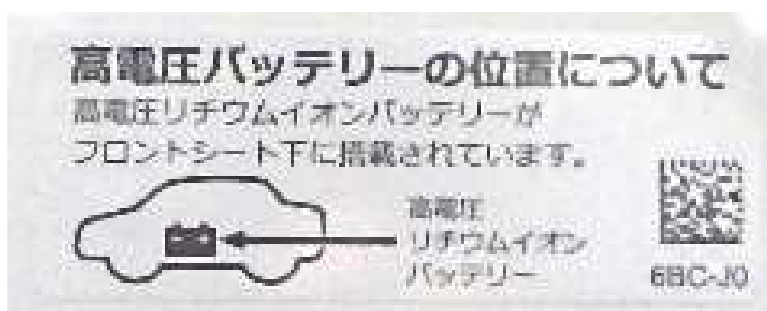 高電圧バッテリーの位置について
高電圧リチウムイオンバッテリーが
フロントシート下に搭載されています。
高電圧
リチウムイオン
バッテリー
6BC-J0